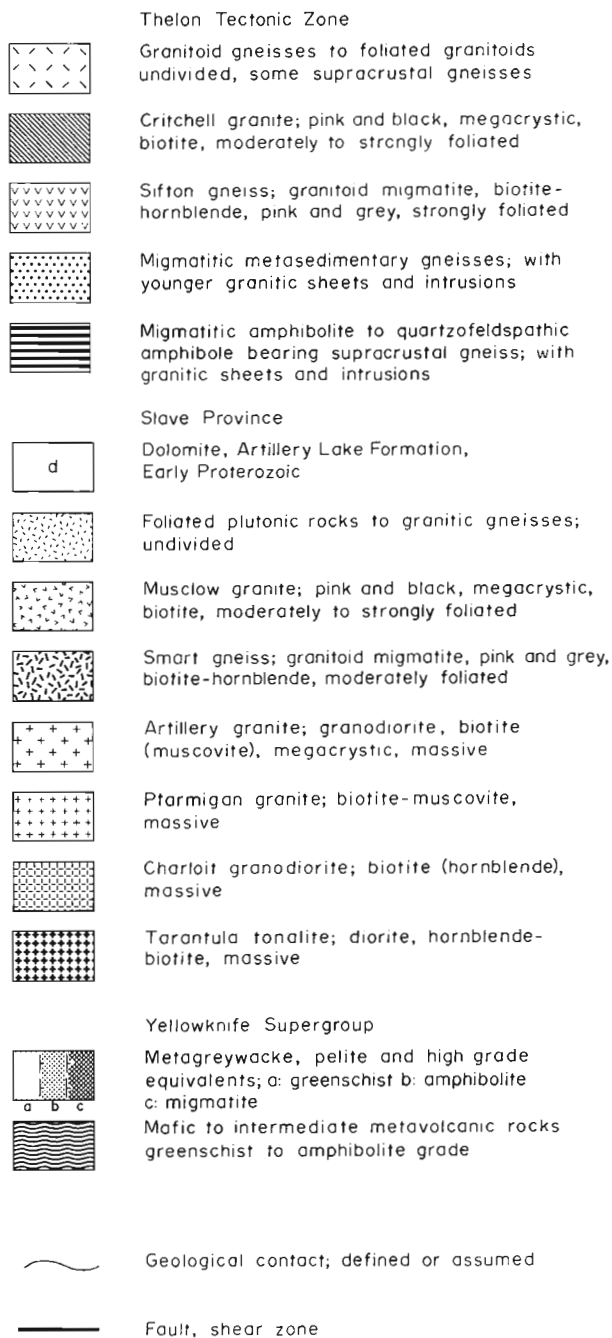 Thelon Tectonic Zone
Granitoid gneisses to foliated granitoids
undivided, some supracrustal gneisses
Critchell granite; pink and black, megacrystic,
biotite, moderately to strongly foliated
Sifton gneiss; granitoid migmatite, biotite-
hornblende, pink and grey, strongly foliated
Migmatitic metasedimentary gneisses; with
younger granitic sheets and intrusions
Migmatitic amphibolite to quartzofeldspathic
amphibole bearing supracrustal gneiss; with
granitic sheets and intrusions
Slave Province
d
Dolomite, Artillery Lake Formation,
Early Proterozoic
Foliated plutonic rocks to granitic gneisses;
undivided
Musclow granite; pink and black, megacrystic,
biotite, moderately to strongly foliated
Smart gneiss; granitoid migmatite, pink and grey,
biotite-hornblende, moderately foliated
Artillery granite; granodiorite, biotite
(muscovite), megacrystic, massive
Ptarmigan granite; biotite-muscovite,
massive
Charloit granodiorite; biotite (hornblende),
massive
Tarantula tonalite; diorite, hornblende-
biotite, massive
Yellowknife Supergroup
Metagreywacke, pelite and high grade
equivalents; a: greenschist b: amphibolite
c: migmatite
a b c
Mafic to intermediate metavolcanic rocks
greenschist to amphibolite grade
Geological contact; defined or assumed
Fault, shear zone